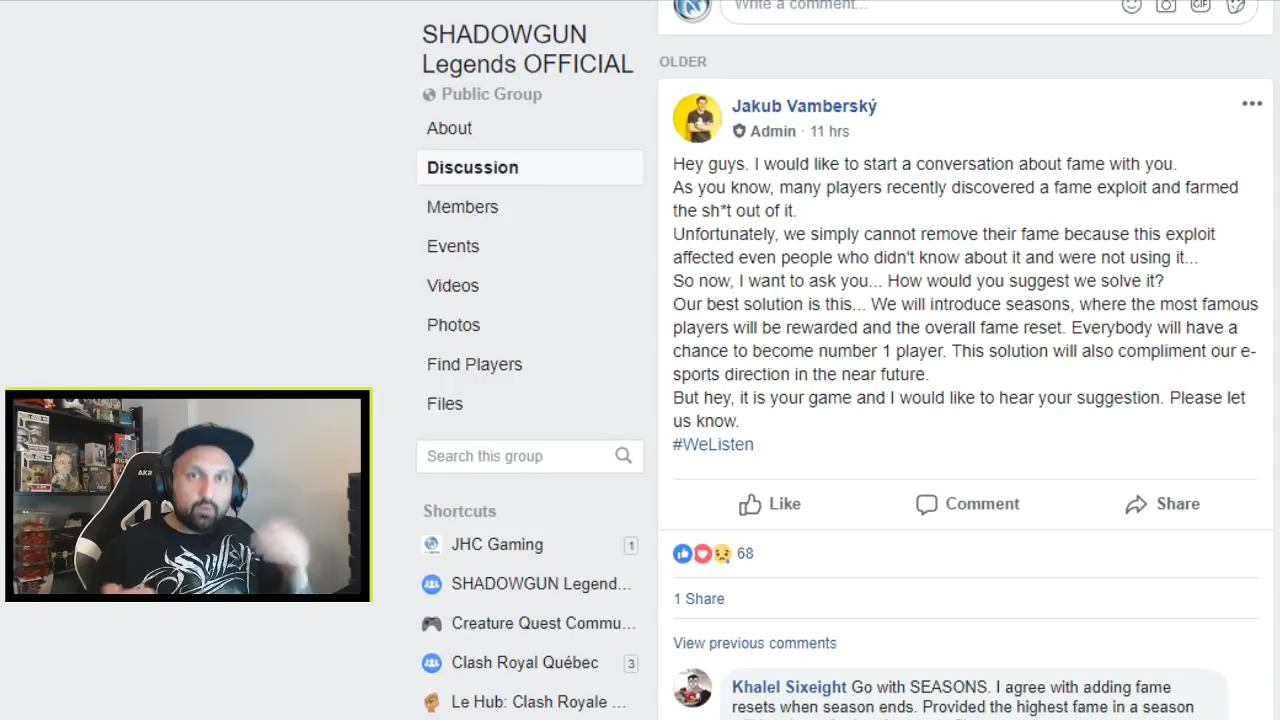 Write a comment...
GIF
SHADOWGUN
Legends OFFICIAL
Public Group
About
Discussion
Members
Events
Videos
Photos
Find Players
Files
Search this group
Shortcuts
JHC Gaming 1
SHADOWGUN Legend...
Creature Quest Commu...
Clash Royal Québec 3
Le Hub: Clash Royale ...
OLDER
Jakub Vamberský
Admin · 11 hrs
Hey guys. I would like to start a conversation about fame with you.
As you know, many players recently discovered a fame exploit and farmed
the sh*t out of it.
Unfortunately, we simply cannot remove their fame because this exploit
affected even people who didn't know about it and were not using it...
So now, I want to ask you... How would you suggest we solve it?
Our best solution is this... We will introduce seasons, where the most famous
players will be rewarded and the overall fame reset. Everybody will have a
chance to become number 1 player. This solution will also compliment our e-
sports direction in the near future.
But hey, it is your game and I would like to hear your suggestion. Please let
us know.
#WeListen
Like Comment Share
68
1 Share
View previous comments
Khalel Sixeight Go with SEASONS. I agree with adding fame
resets when season ends. Provided the highest fame in a season
AKR